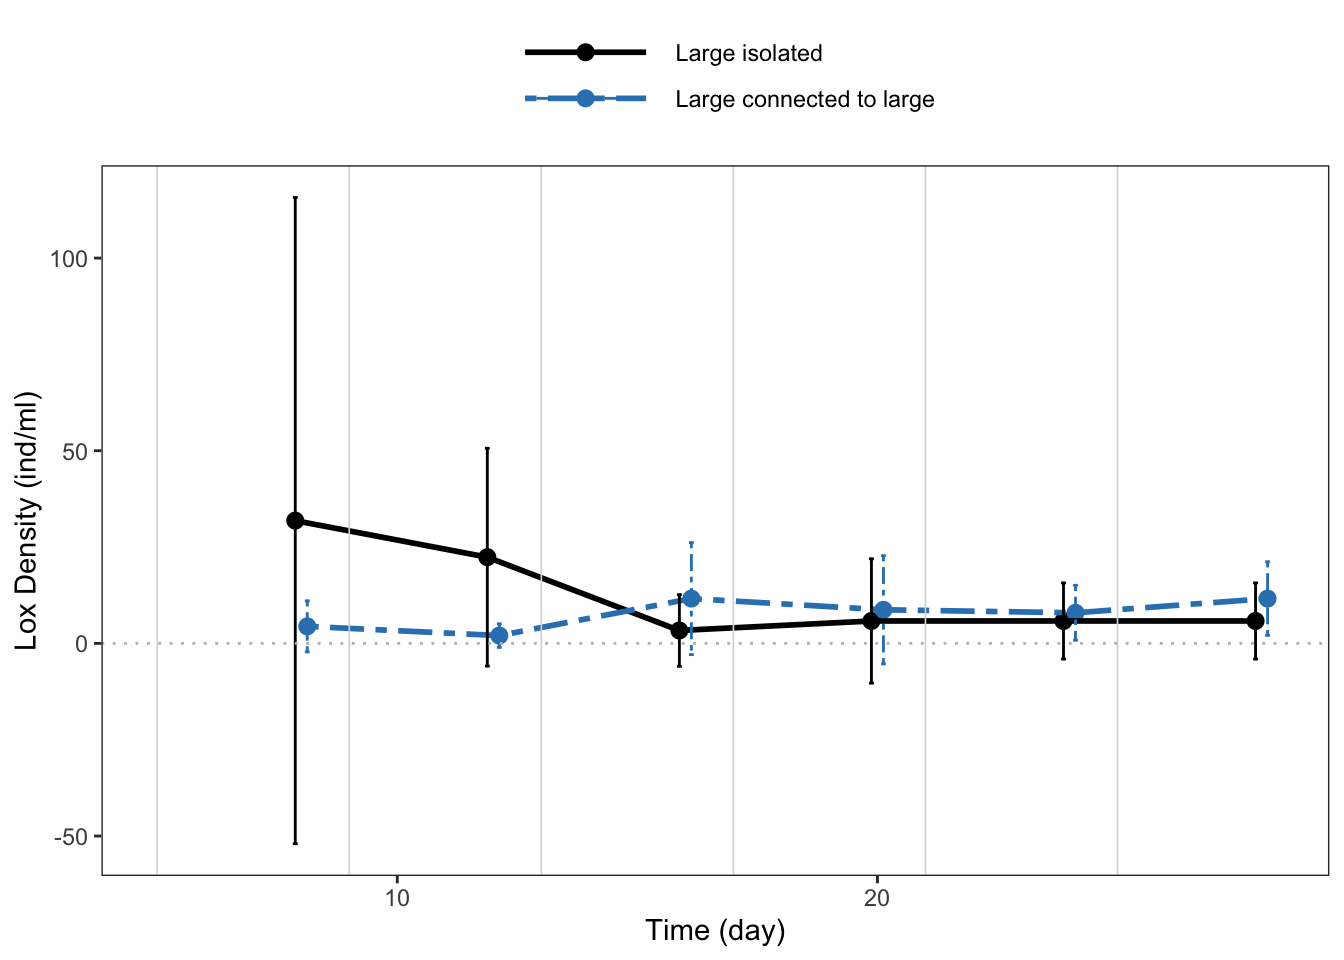 Large isolated
Large connected to large
100
50
0
-50
Lox Density (ind/ml)
10
20
Time (day)